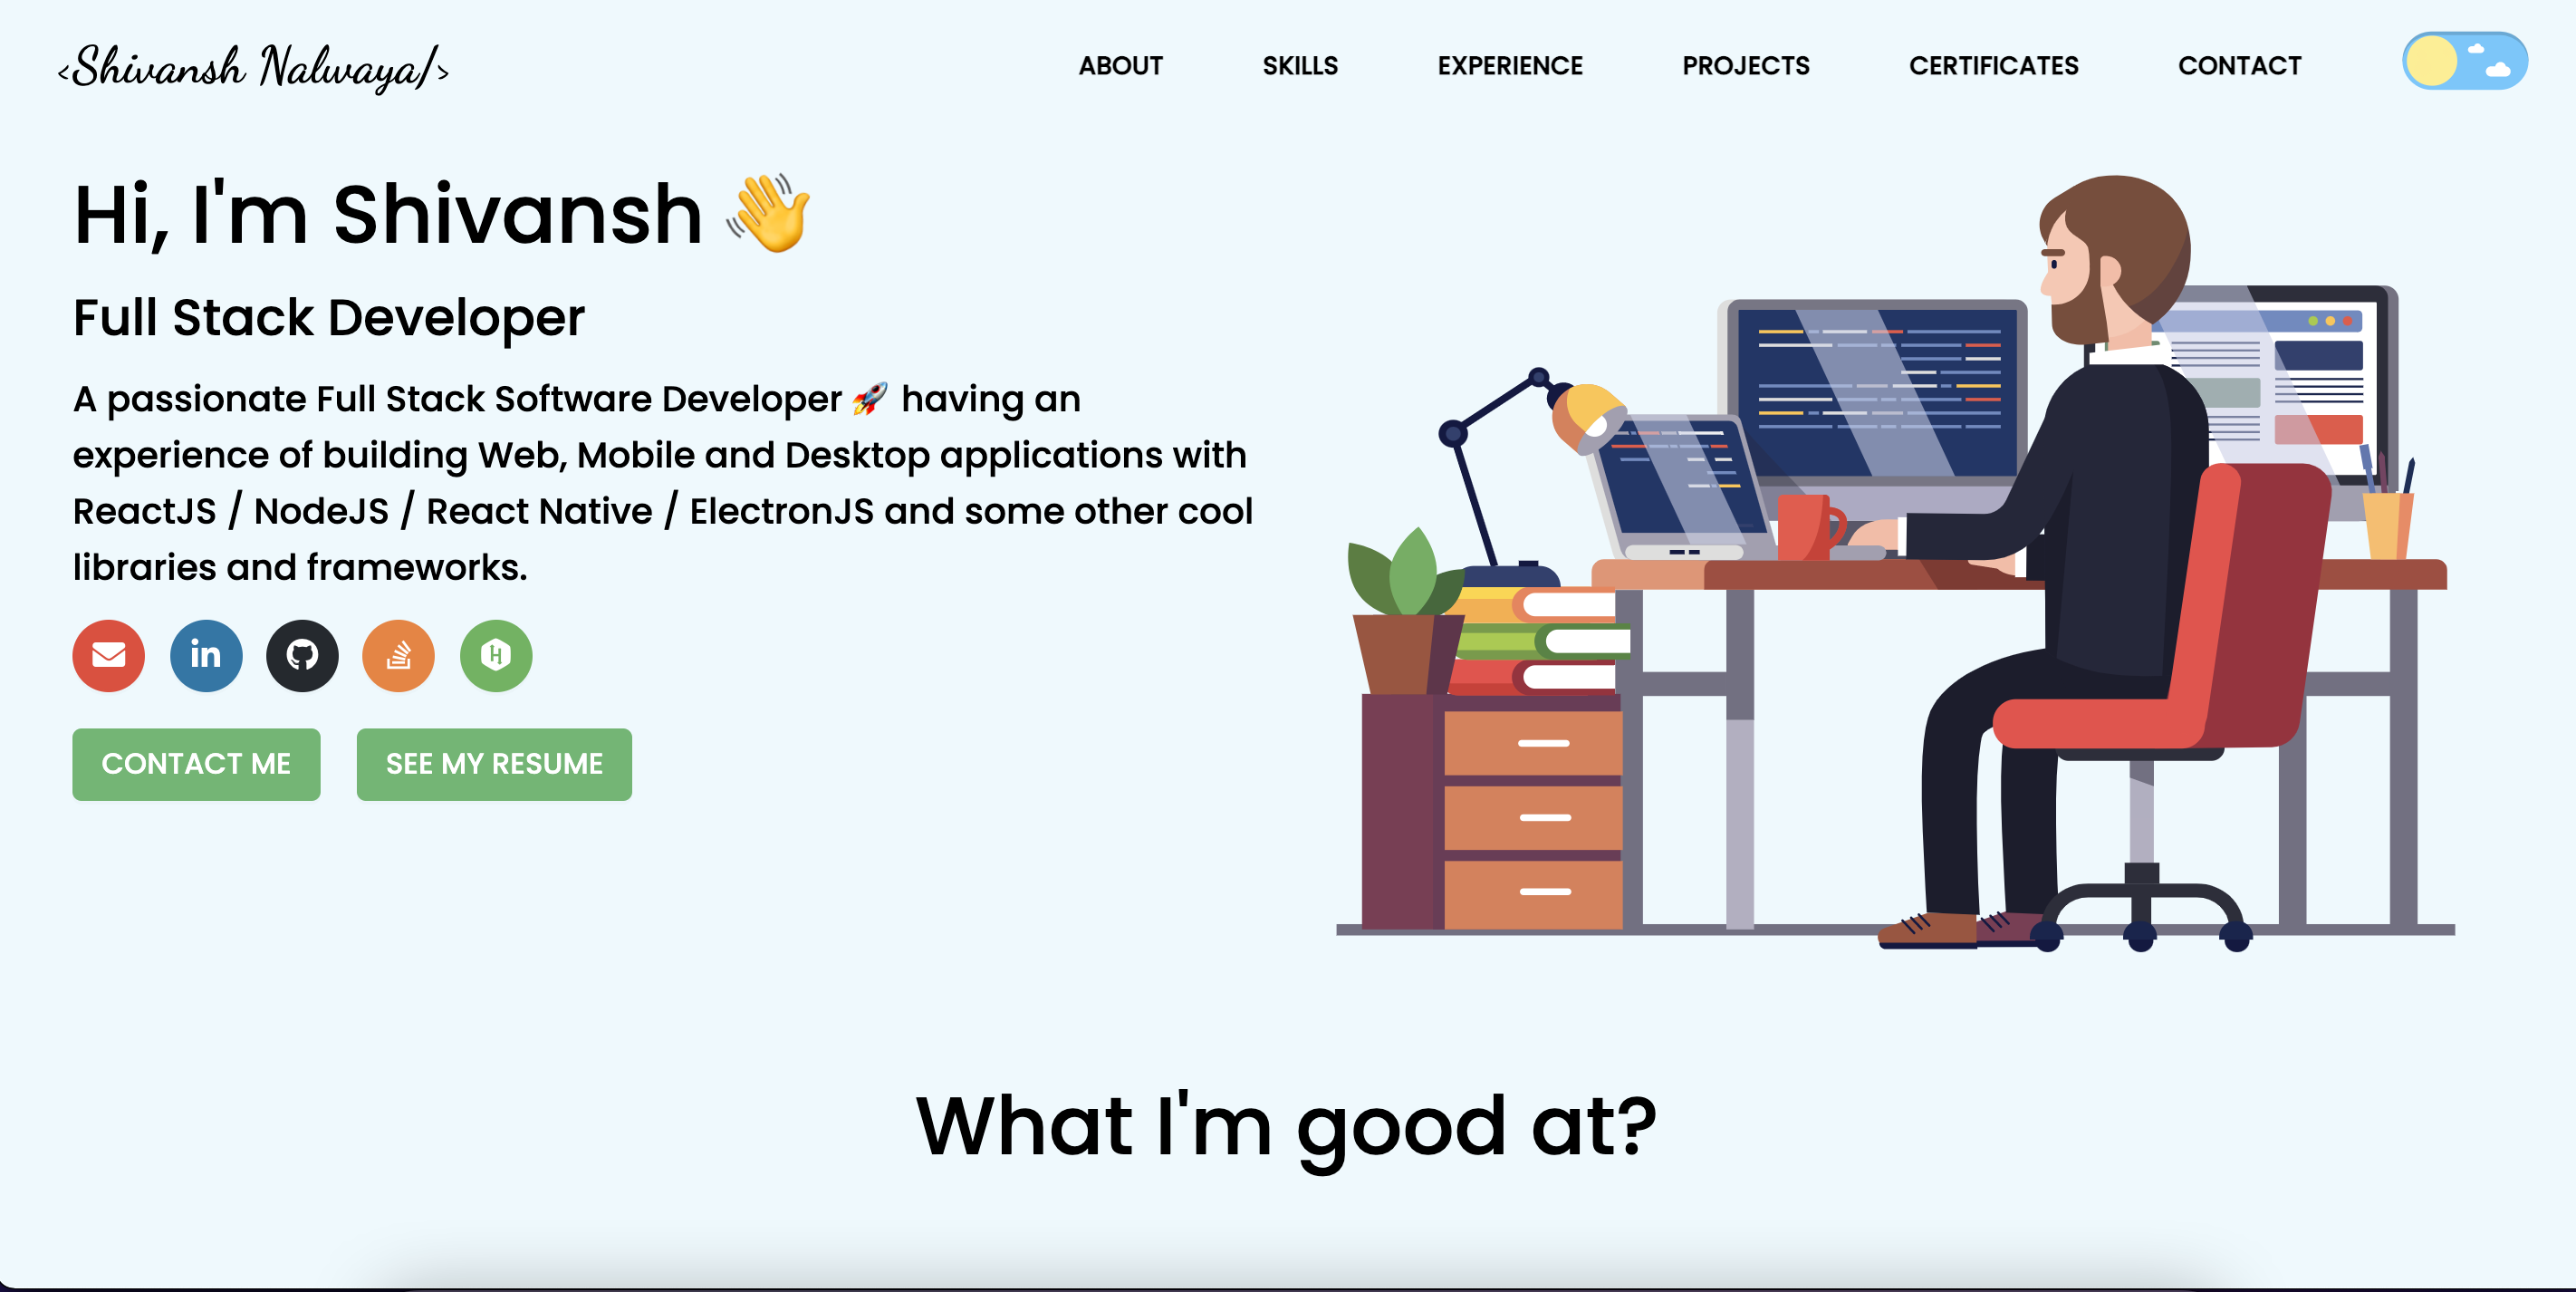 <Shivansh Nalwaya/>
ABOUT SKILLS EXPERIENCE PROJECTS CERTIFICATES CONTACT
Hi, I'm Shivansh 👋
Full Stack Developer
A passionate Full Stack Software Developer 🚀 having an
experience of building Web, Mobile and Desktop applications with
ReactJS / NodeJS / React Native / ElectronJS and some other cool
libraries and frameworks.
in
H
CONTACT ME SEE MY RESUME
What I'm good at?